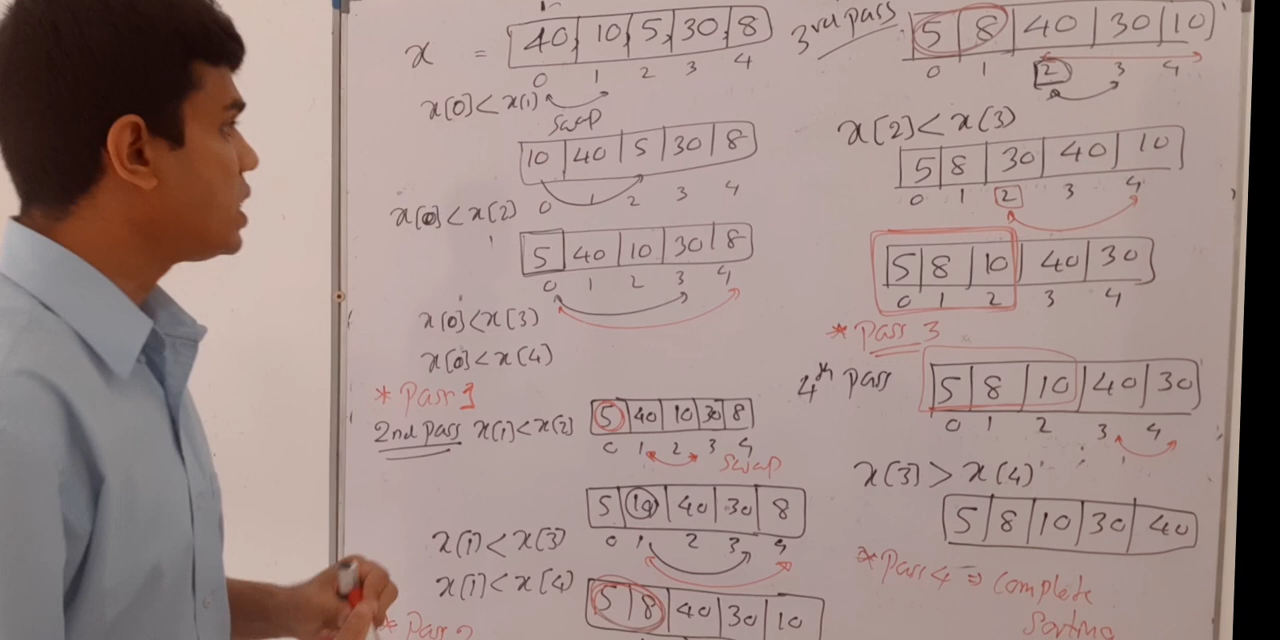 x = 40, 10, 5, 30, 8
0 1 2 3 4
x[0] < x[1]
Swap
10 40 5 30 8
x[0] < x[2] 0 1 2 3 4
5 40 10 30 8
0 1 2 3 4
x[0] < x[3]
x[0] < x[4]
* Pass 1
2nd pass x[1] < x[2] 5 40 10 30 8
0 1 2 3 4
Swap
5 10 40 30 8
x[1] < x[3] 0 1 2 3 4
x[1] < x[4]
5 8 40 30 10
* Pass 2
3rd pass 5 8 40 30 10
0 1 2 3 4
x[2] < x[3]
5 8 30 40 10
0 1 2 3 4
5 8 10 40 30
0 1 2 3 4
* Pass 3
4th pass 5 8 10 40 30
0 1 2 3 4
x[3] > x[4]
5 8 10 30 40
* Pass 4 => Complete
Sorting